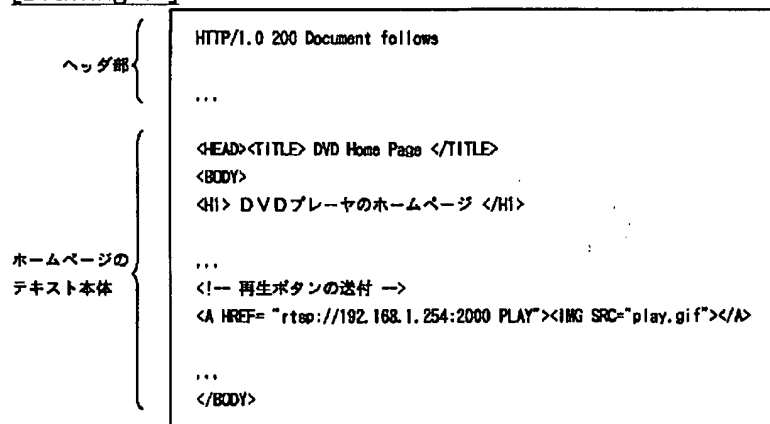 ヘッダ部
HTTP/1.0 200 Document follows
...
ホームページの
テキスト本体
<HEAD><TITLE> DVD Home Page </TITLE>
<BODY>
<H1> DVDプレーヤのホームページ </H1>
...
<!-- 再生ボタンの送付 -->
<A HREF= "rtsp://192.168.1.254:2000 PLAY"><IMG SRC="play.gif"></A>
...
</BODY>